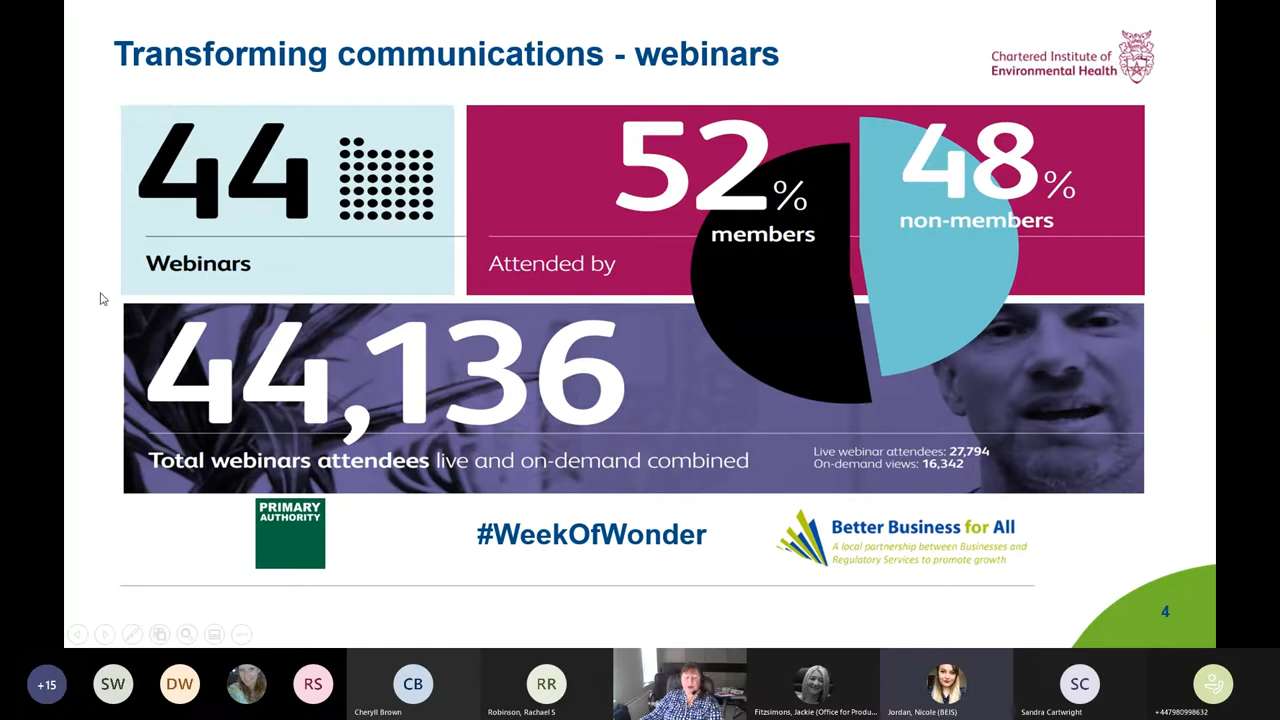 Transforming communications - webinars
Chartered Institute of
Environmental Health
44
Webinars
52%
members
48%
non-members
Attended by
44,136
Total webinars attendees live and on-demand combined
Live webinar attendees: 27,794
On-demand views: 16,342
PRIMARY
AUTHORITY
#WeekOfWonder
Better Business for All
A local partnership between Businesses and
Regulatory Services to promote growth
4
+15
SW
DW
RS
CB
Cheryll Brown
RR
Robinson, Rachael S
Fitzsimons, Jackie (Office for Produ...
Jordan, Nicole (BEIS)
SC
Sandra Cartwright
+447980998632